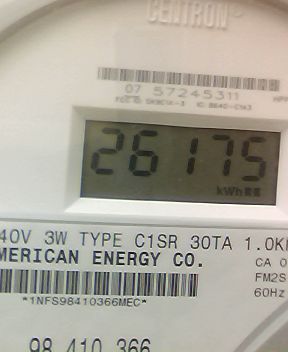 CENTRON®
07 57245311
26175
kWh
40V 3W TYPE C1SR 30TA 1.0K
MERICAN ENERGY CO.
CA 0
FM2S
60Hz
*1NFS98410366MEC*
98 410 366